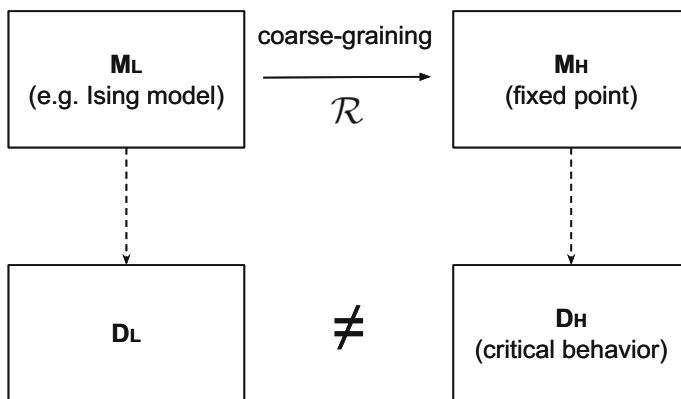 coarse-graining
ML
(e.g. Ising model)
MH
(fixed point)
ℛ
DL
≠
DH
(critical behavior)